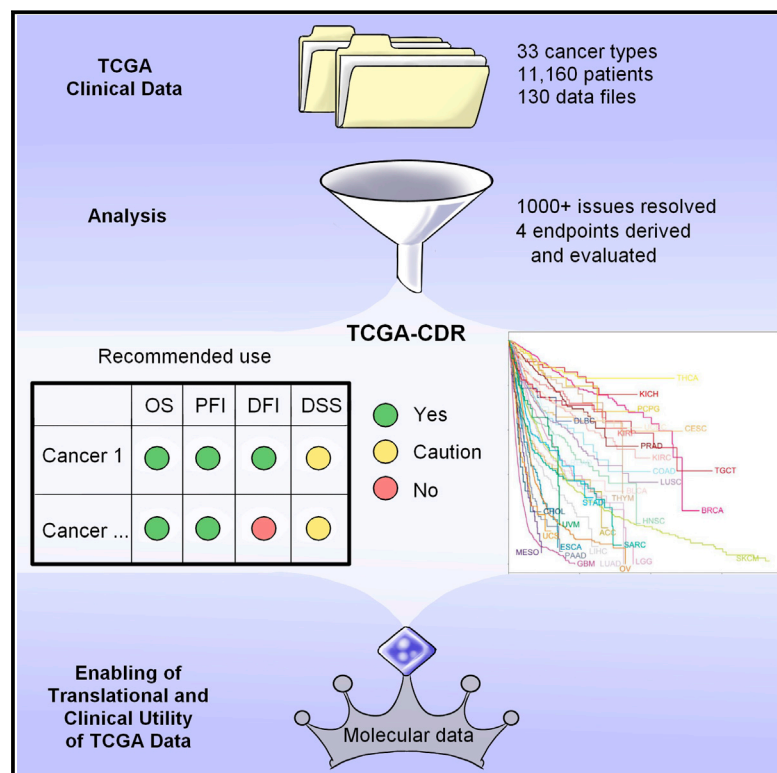 TCGA
Clinical Data
33 cancer types
11,160 patients
130 data files
Analysis
1000+ issues resolved
4 endpoints derived
and evaluated
TCGA-CDR
Recommended use
OS PFI DFI DSS
Cancer 1
Cancer ...
Yes
Caution
No
THCA
KICH
PCPG
DLBC
CESC
KIRP
PRAD
KIRC
COAD
TGCT
LUSC
BLCA
STAD
THYM
BRCA
CHOL
HNSC
UVM
ACC
UCS
MESO
ESCA
SARC
PAAD
LIHC
GBM
LUAD
LGG
OV
SKCM
Enabling of
Translational and
Clinical Utility
of TCGA Data
Molecular data